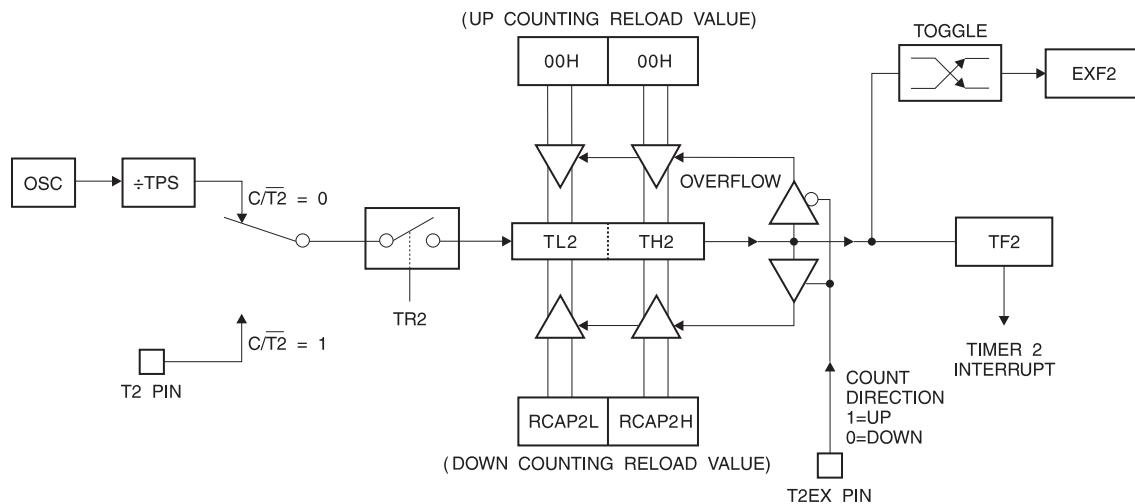 (UP COUNTING RELOAD VALUE)
00H
00H
TOGGLE
EXF2
OSC
÷TPS
C/T2̅ = 0
OVERFLOW
TL2
TH2
TF2
TR2
C/T2̅ = 1
T2 PIN
TIMER 2
INTERRUPT
COUNT
DIRECTION
1=UP
0=DOWN
RCAP2L
RCAP2H
(DOWN COUNTING RELOAD VALUE)
T2EX PIN